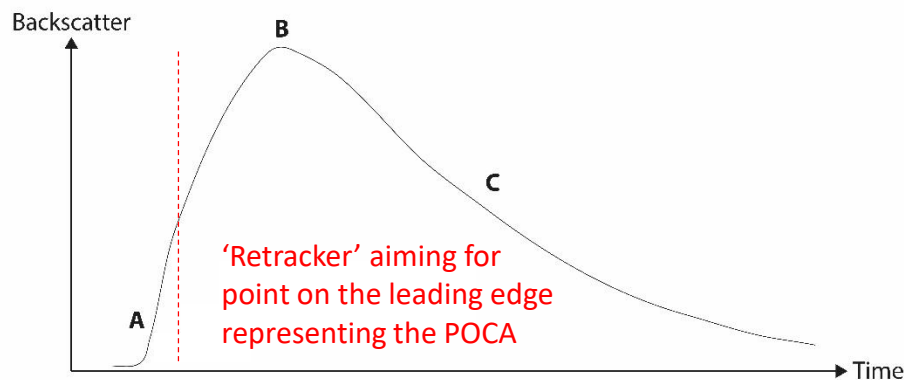 Backscatter
B
C
‘Retracker’ aiming for
point on the leading edge
representing the POCA
A
Time